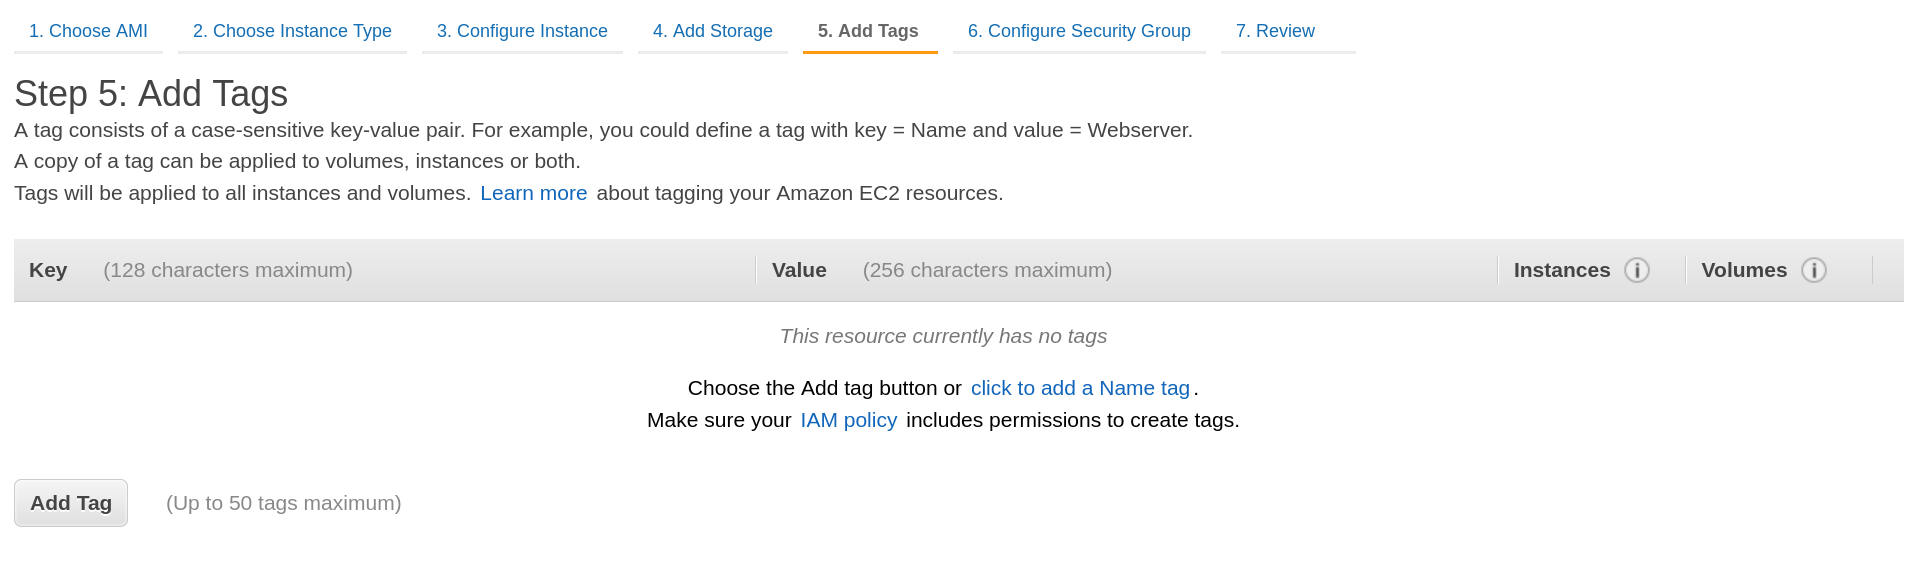 1. Choose AMI 2. Choose Instance Type 3. Configure Instance 4. Add Storage 5. Add Tags 6. Configure Security Group 7. Review
Step 5: Add Tags
A tag consists of a case-sensitive key-value pair. For example, you could define a tag with key = Name and value = Webserver.
A copy of a tag can be applied to volumes, instances or both.
Tags will be applied to all instances and volumes. Learn more about tagging your Amazon EC2 resources.
Key (128 characters maximum) Value (256 characters maximum) Instances i Volumes i
This resource currently has no tags
Choose the Add tag button or click to add a Name tag.
Make sure your IAM policy includes permissions to create tags.
Add Tag (Up to 50 tags maximum)